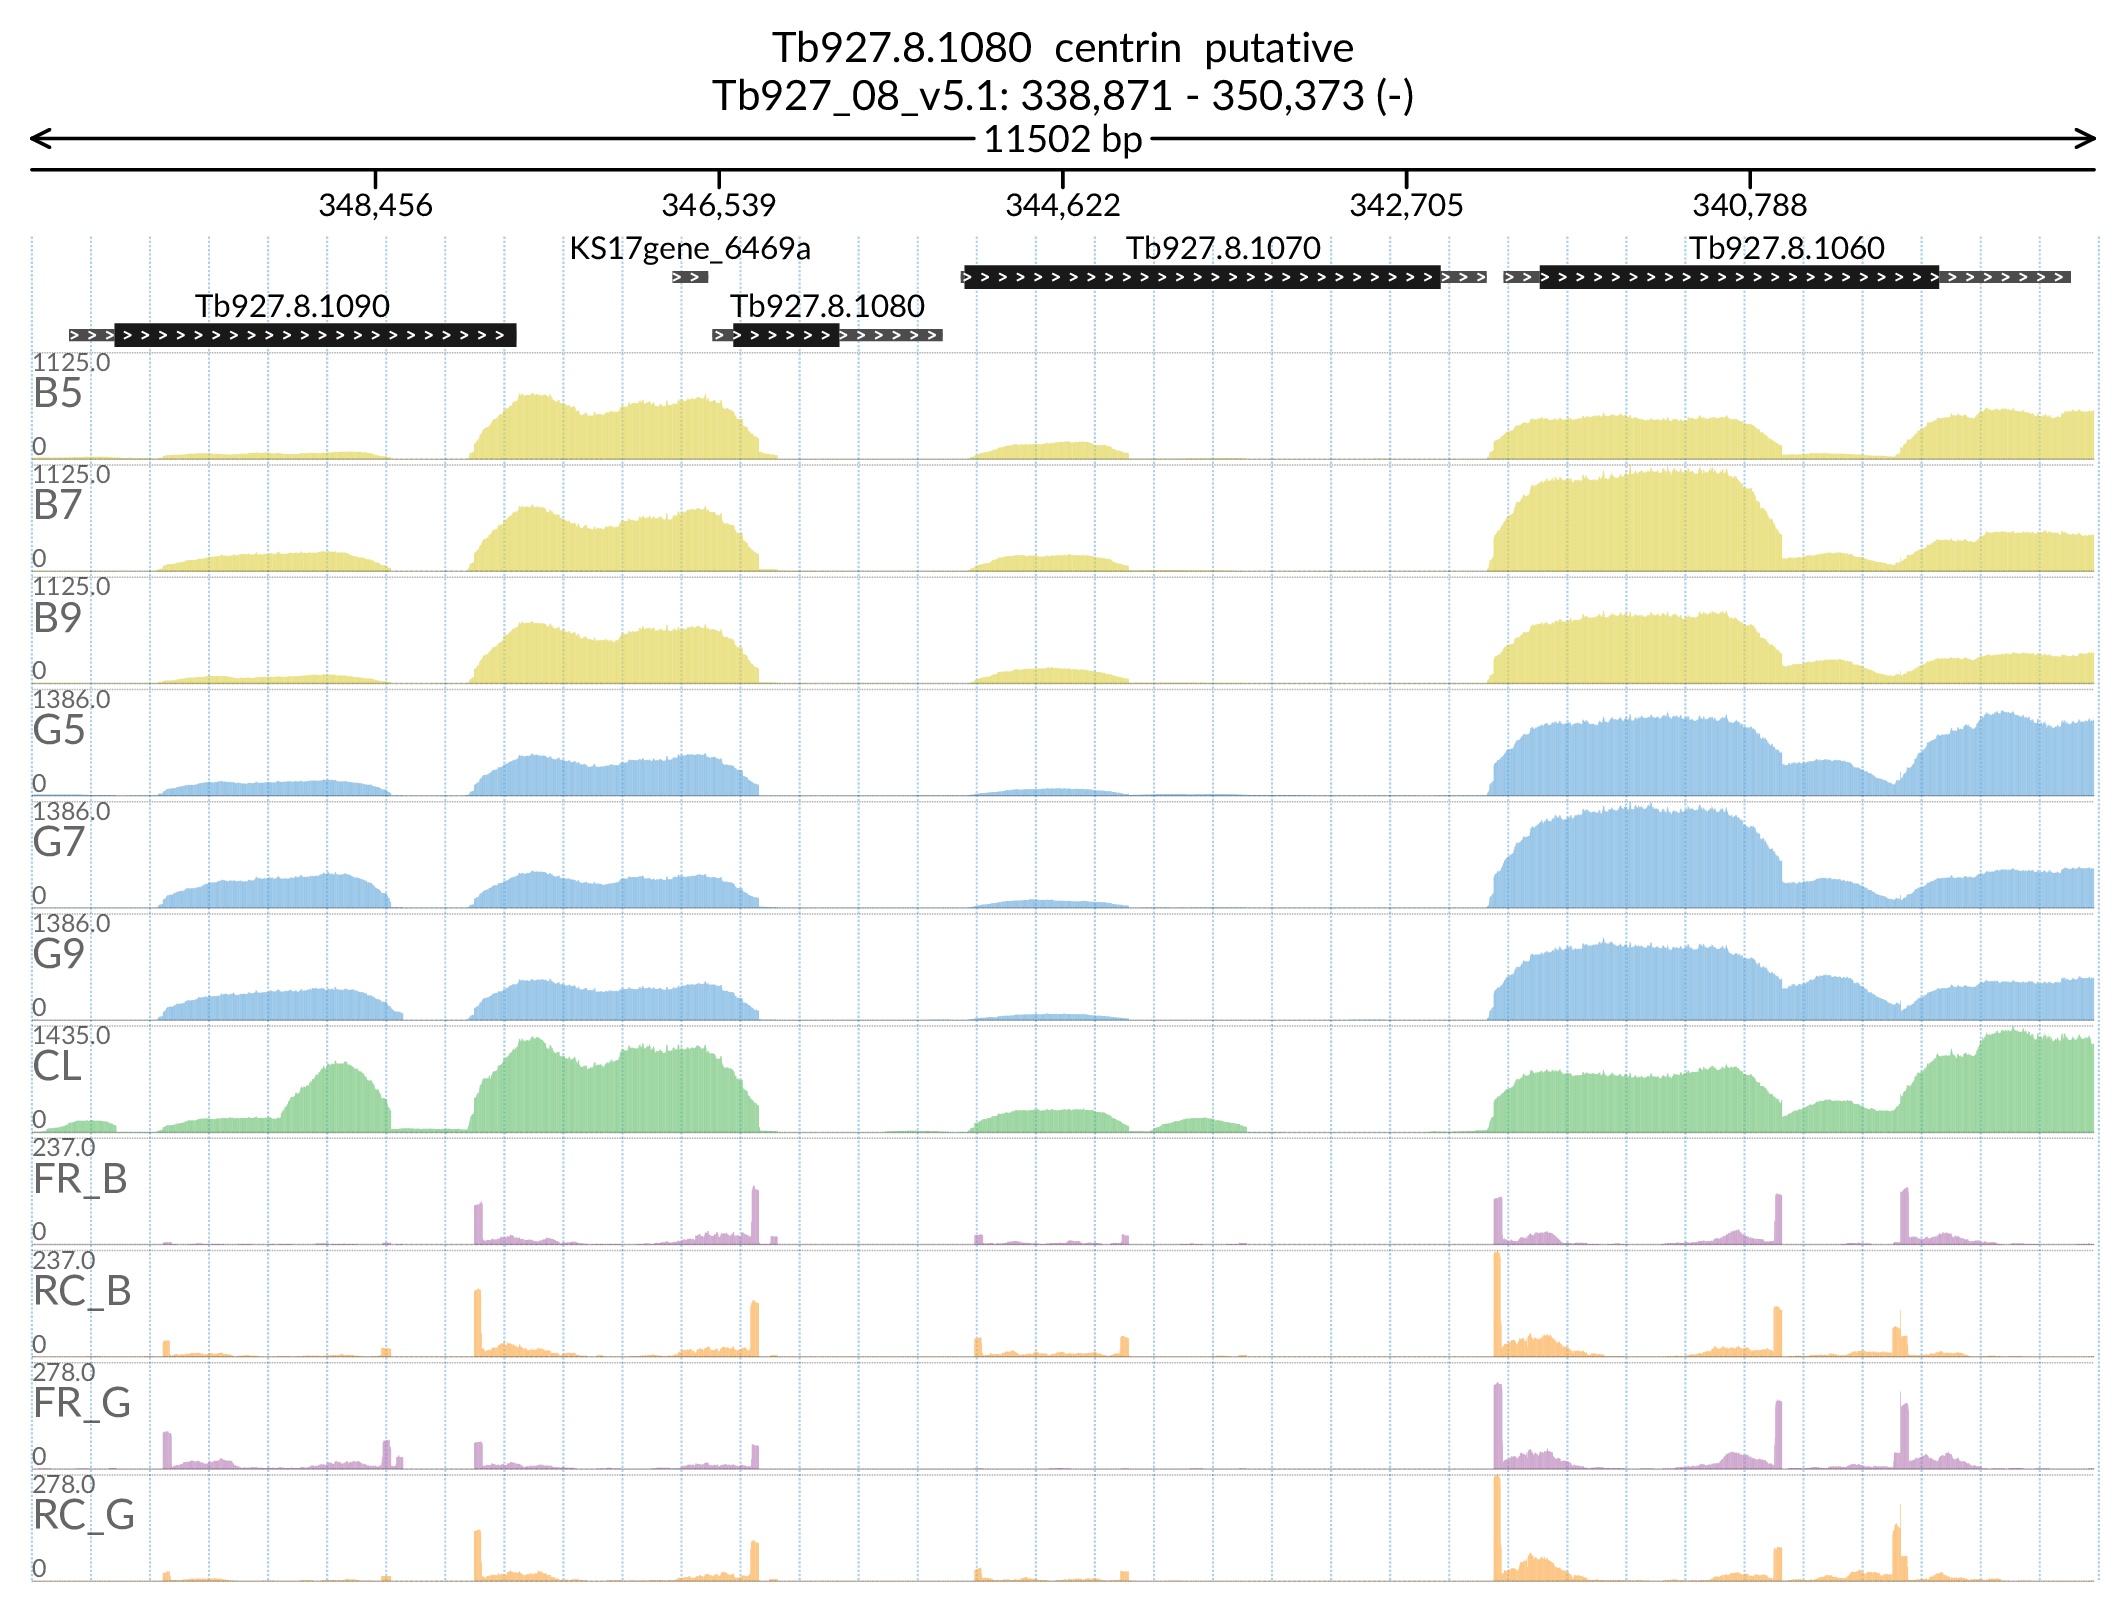 Tb927.8.1080 centrin putative
Tb927_08_v5.1: 338,871 - 350,373 (-)
11502 bp
348,456 346,539 344,622 342,705 340,788
KS17gene_6469a Tb927.8.1070 Tb927.8.1060
Tb927.8.1090 Tb927.8.1080
1125.0
B5
0
1125.0
B7
0
1125.0
B9
0
1386.0
G5
0
1386.0
G7
0
1386.0
G9
0
1435.0
CL
0
237.0
FR_B
0
237.0
RC_B
0
278.0
FR_G
0
278.0
RC_G
0